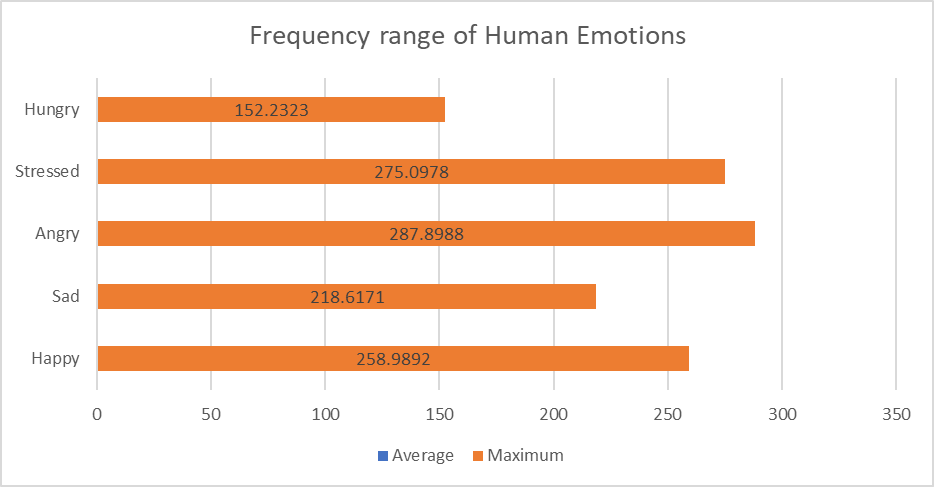 Frequency range of Human Emotions
Hungry 152.2323
Stressed 275.0978
Angry 287.8988
Sad 218.6171
Happy 258.9892
0 50 100 150 200 250 300 350
Average Maximum